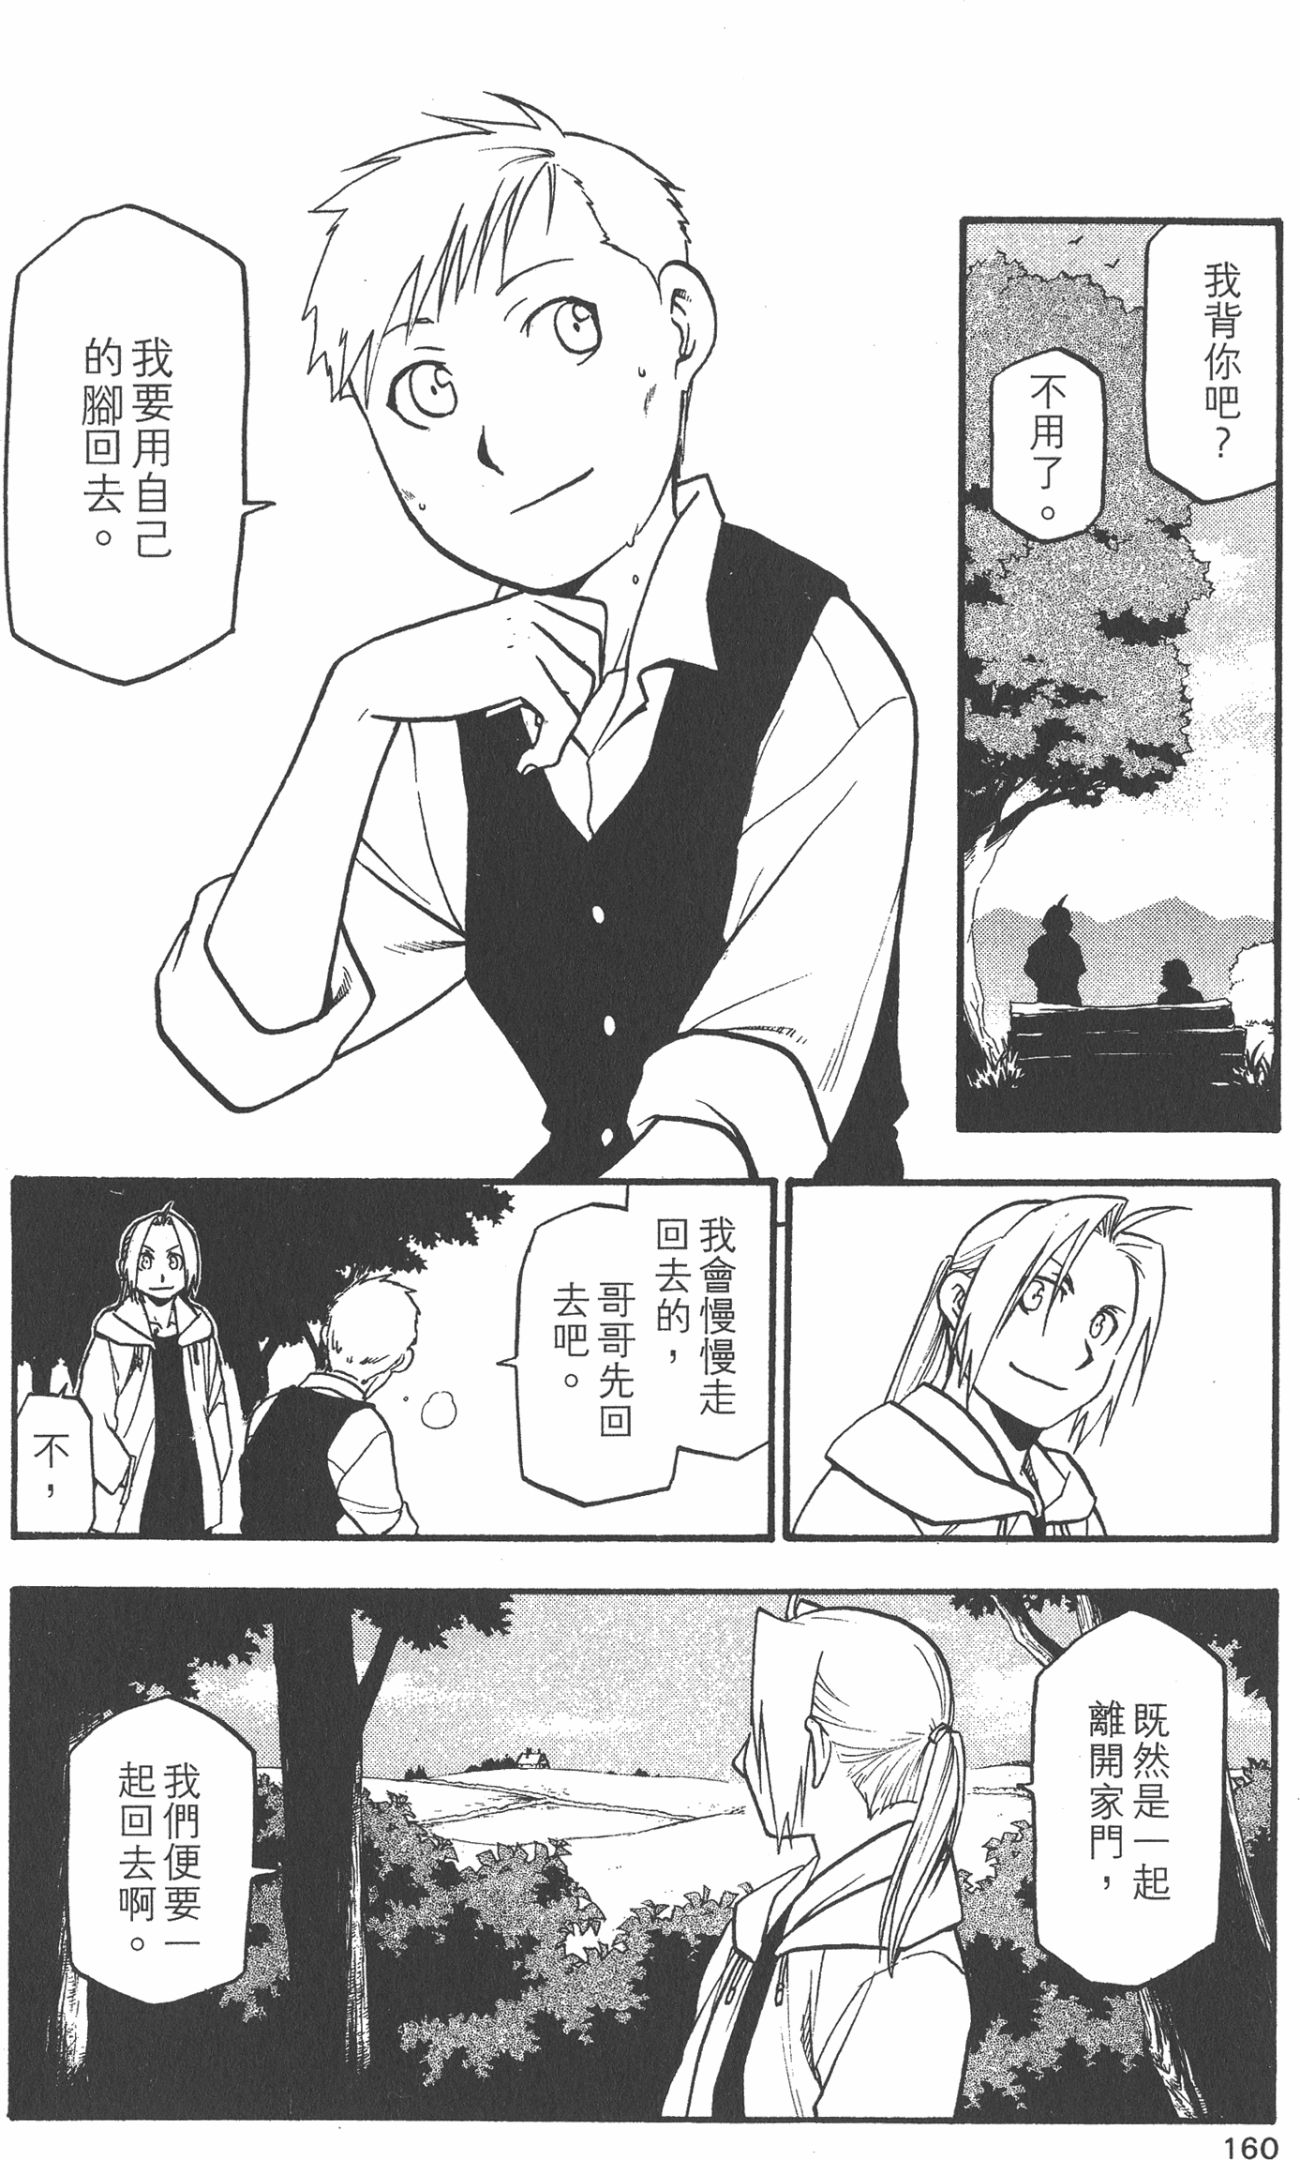 我背你吧？
不用了。
我要用自己
的腳回去。
我會慢慢走
回去的，
哥哥先回
去吧。
不，
既然是一起
離開家門，
我們便要一
起回去啊。
160